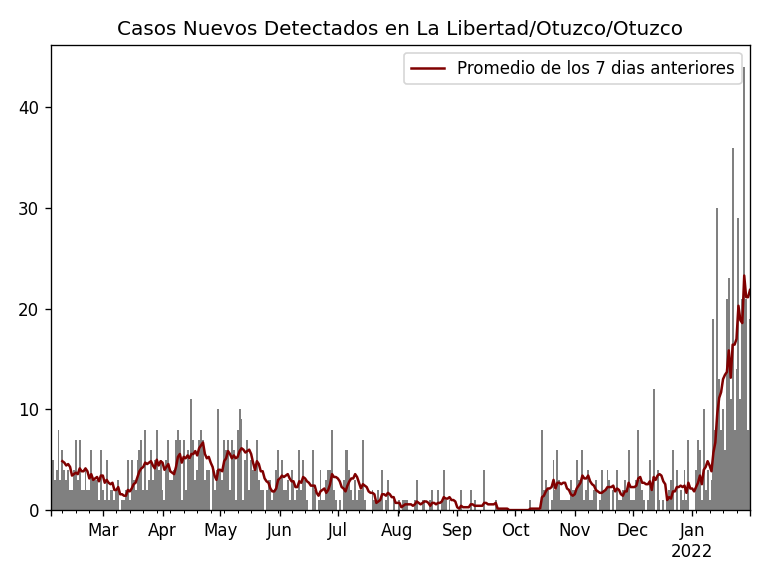 Casos Nuevos Detectados en La Libertad/Otuzco/Otuzco
Promedio de los 7 dias anteriores
40
30
20
10
0
Mar Apr May Jun Jul Aug Sep Oct Nov Dec Jan
2022